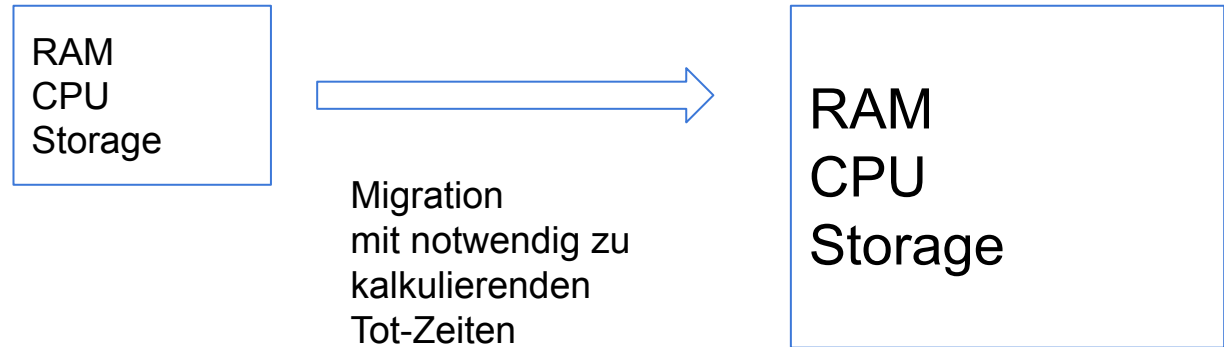 RAM
CPU
Storage
Migration
mit notwendig zu
kalkulierenden
Tot-Zeiten
RAM
CPU
Storage